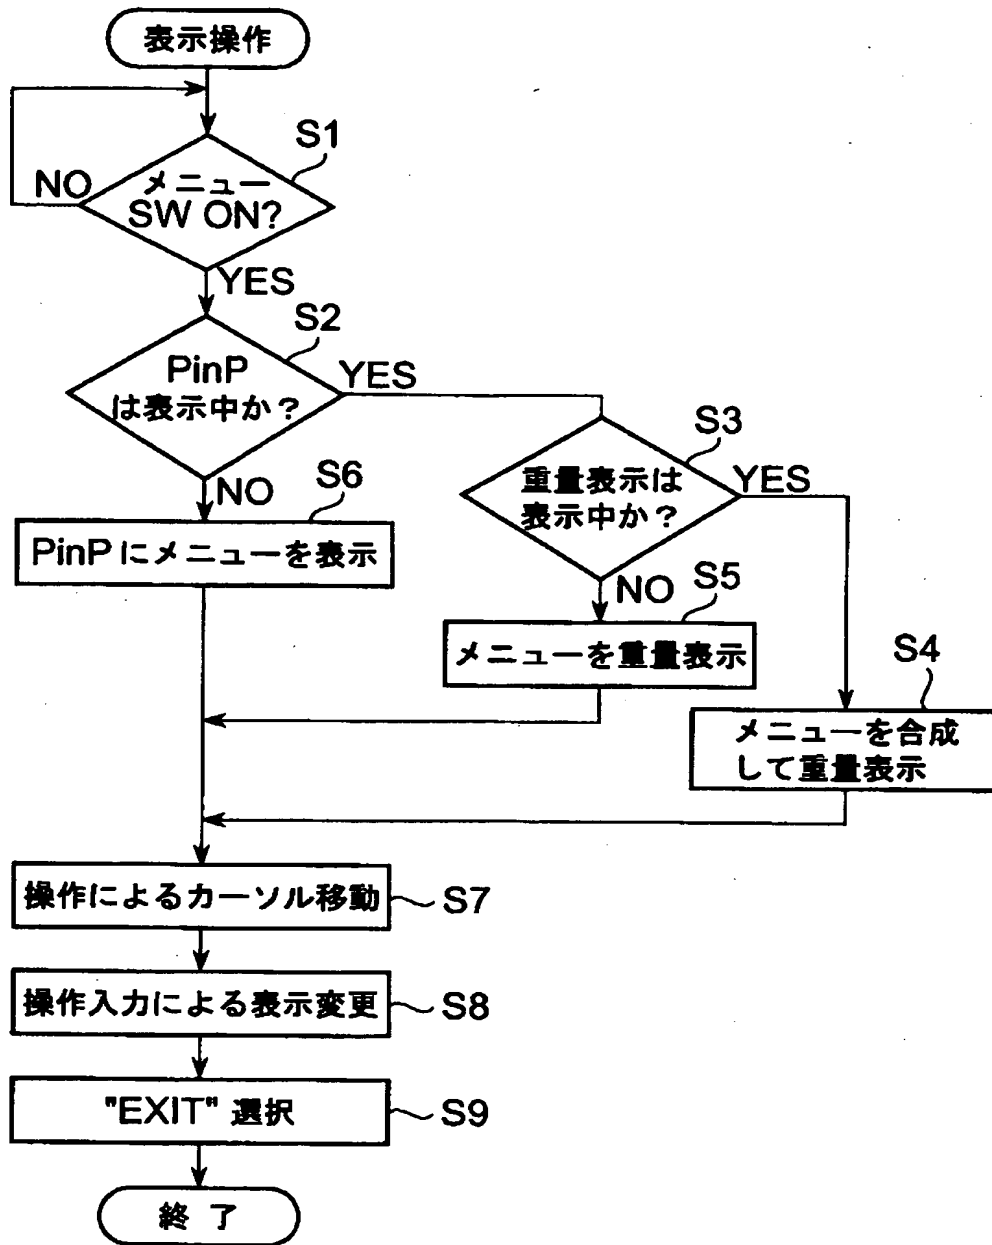 表示操作
S1
NO
メニュー
SW ON?
YES
S2
PinP
は表示中か?
YES
S3
重量表示は
表示中か?
YES
NO
S6
PinPにメニューを表示
NO
S5
メニューを重量表示
S4
メニューを合成
して重量表示
操作によるカーソル移動
S7
操作入力による表示変更
S8
"EXIT" 選択
S9
終 了